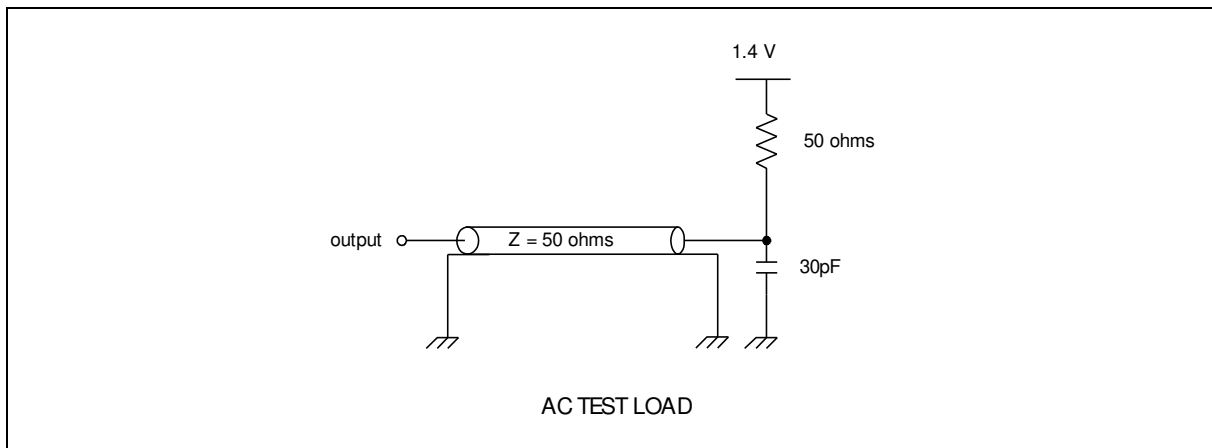 1.4 V
50 ohms
output
Z = 50 ohms
30pF
AC TEST LOAD